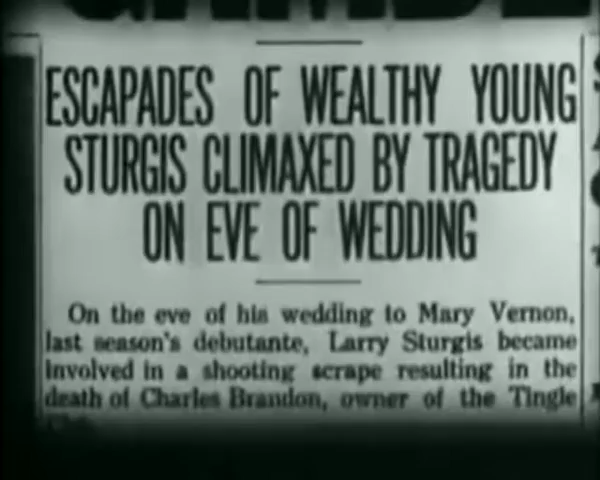 ESCAPADES OF WEALTHY YOUNG
STURGIS CLIMAXED BY TRAGEDY
ON EVE OF WEDDING
On the eve of his wedding to Mary Vernon,
last season's debutante, Larry Sturgis became
involved in a shooting scrape resulting in the
death of Charles Brandon, owner of the Tingle